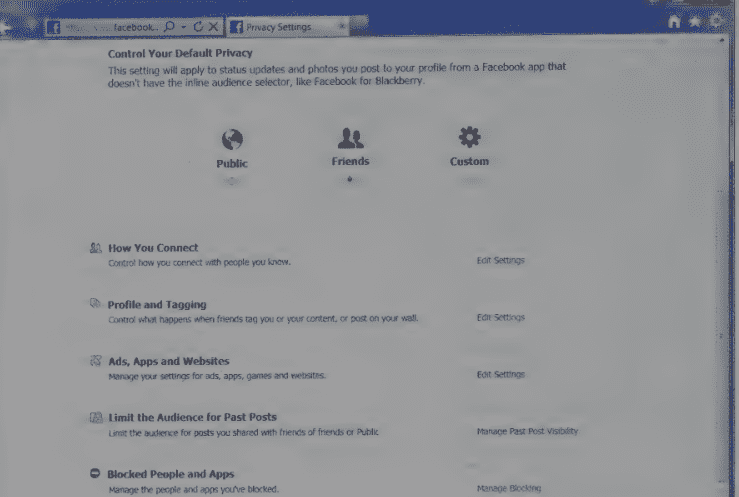 facebook...
Privacy Settings
Control Your Default Privacy
This setting will apply to status updates and photos you post to your profile from a Facebook app that
doesn't have the inline audience selector, like Facebook for Blackberry.
Public Friends Custom
How You Connect
Control how you connect with people you know.
Edit Settings
Profile and Tagging
Control what happens when friends tag you or your content, or post on your wall.
Edit Settings
Ads, Apps and Websites
Manage your settings for ads, apps, games and websites.
Edit Settings
Limit the Audience for Past Posts
Limit the audience for posts you shared with friends of friends or Public
Manage Past Post Visibility
Blocked People and Apps
Manage the people and apps you've blocked.
Manage Blocking